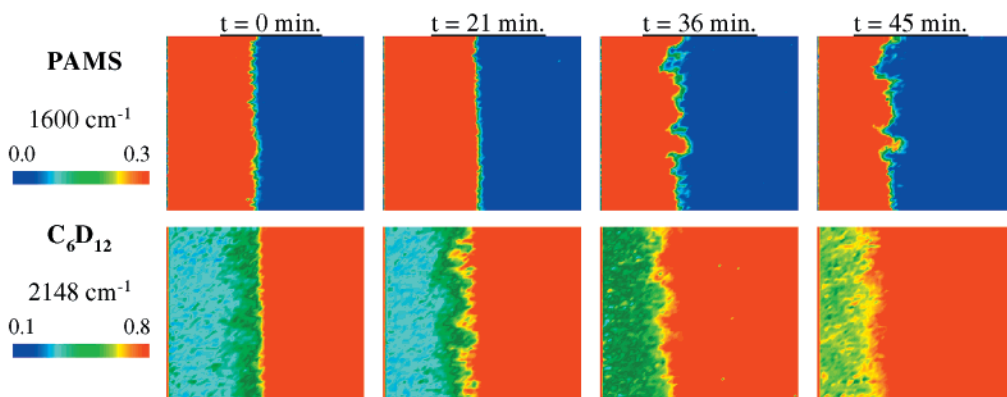 t = 0 min. t = 21 min. t = 36 min. t = 45 min.
PAMS
1600 cm⁻¹
0.0 0.3
C₆D₁₂
2148 cm⁻¹
0.1 0.8